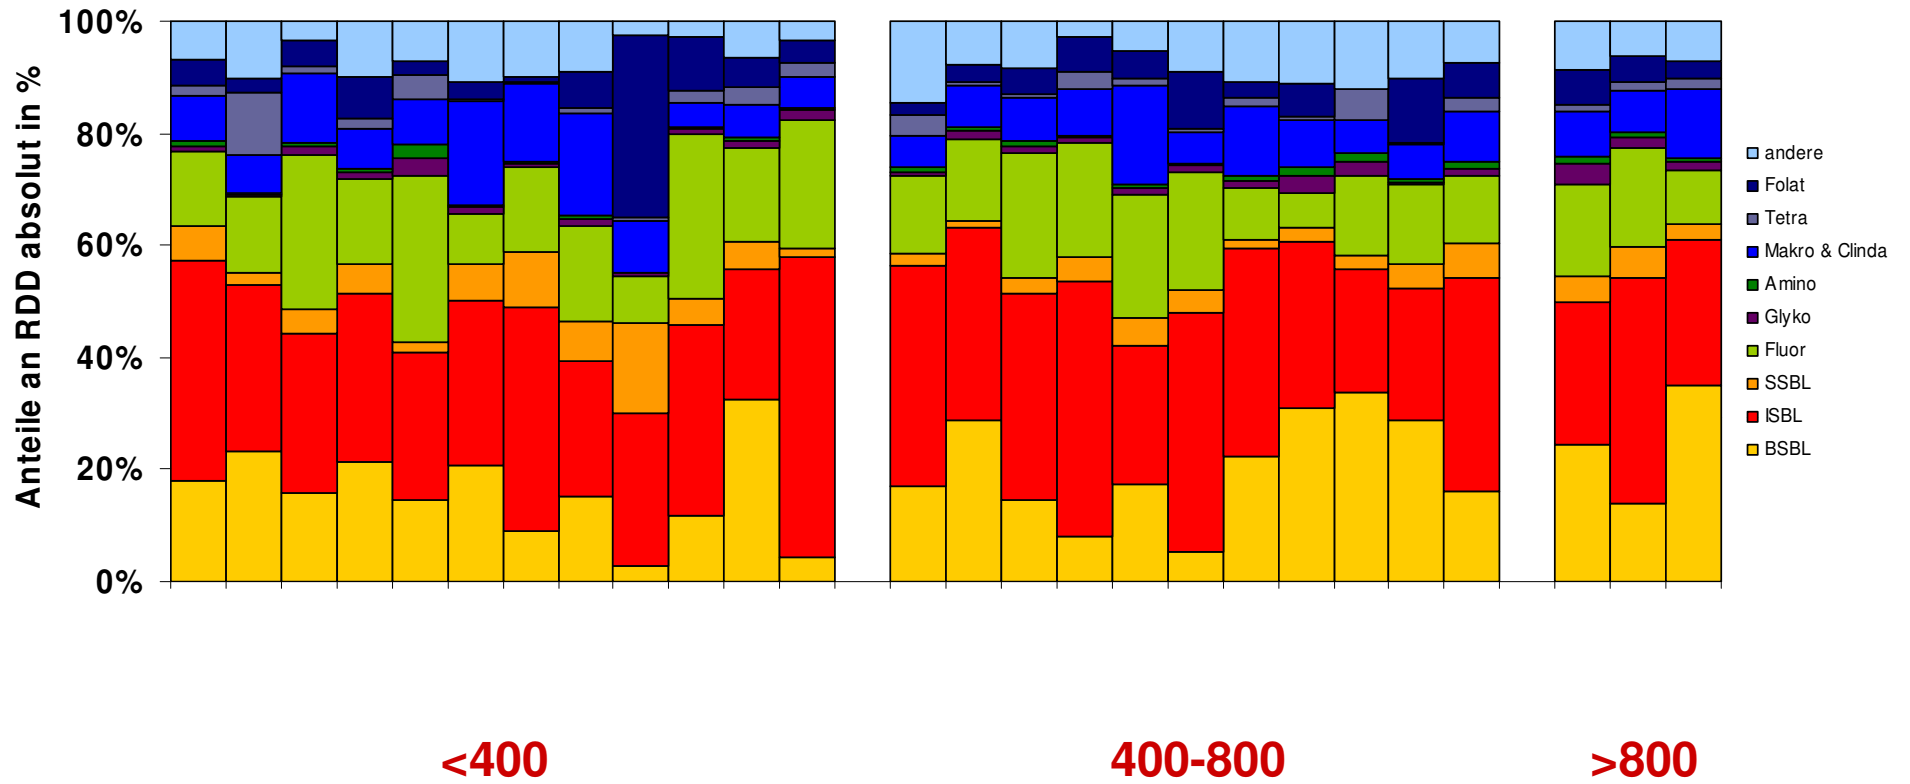 Anteile an RDD absolut in %
100%
80%
60%
40%
20%
0%
andere
Folat
Tetra
Makro & Clinda
Amino
Glyko
Fluor
SSBL
ISBL
BSBL
<400
400-800
>800